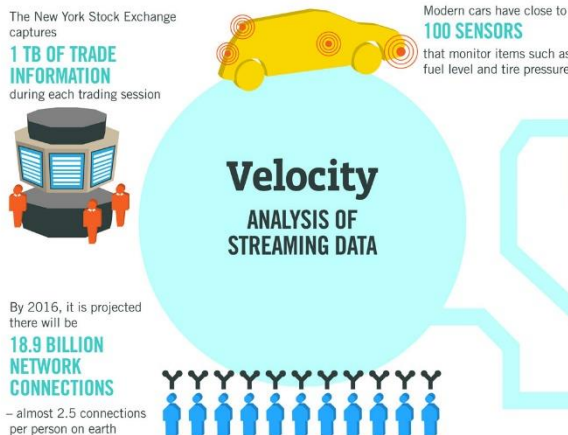 The New York Stock Exchange
captures
1 TB OF TRADE
INFORMATION
during each trading session
Modern cars have close to
100 SENSORS
that monitor items such as
fuel level and tire pressure
Velocity
ANALYSIS OF
STREAMING DATA
By 2016, it is projected
there will be
18.9 BILLION
NETWORK
CONNECTIONS
– almost 2.5 connections
per person on earth